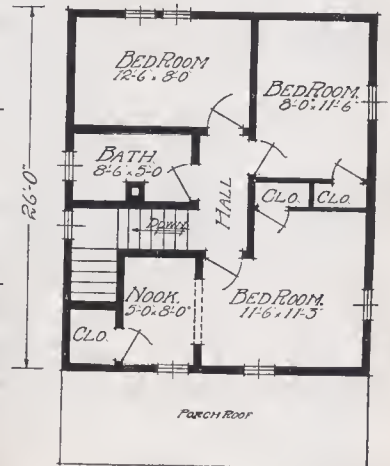 BED ROOM
12'-6" x 8'-0"
BED ROOM.
8'-0" x 11'-6"
BATH.
8'-6" x 5'-0
26'-0"
HALL
CLO.
CLO.
Down
NOOK.
5'-0 x 8'-0"
BED ROOM.
11'-6" x 11'-3"
CLO.
PORCH ROOF